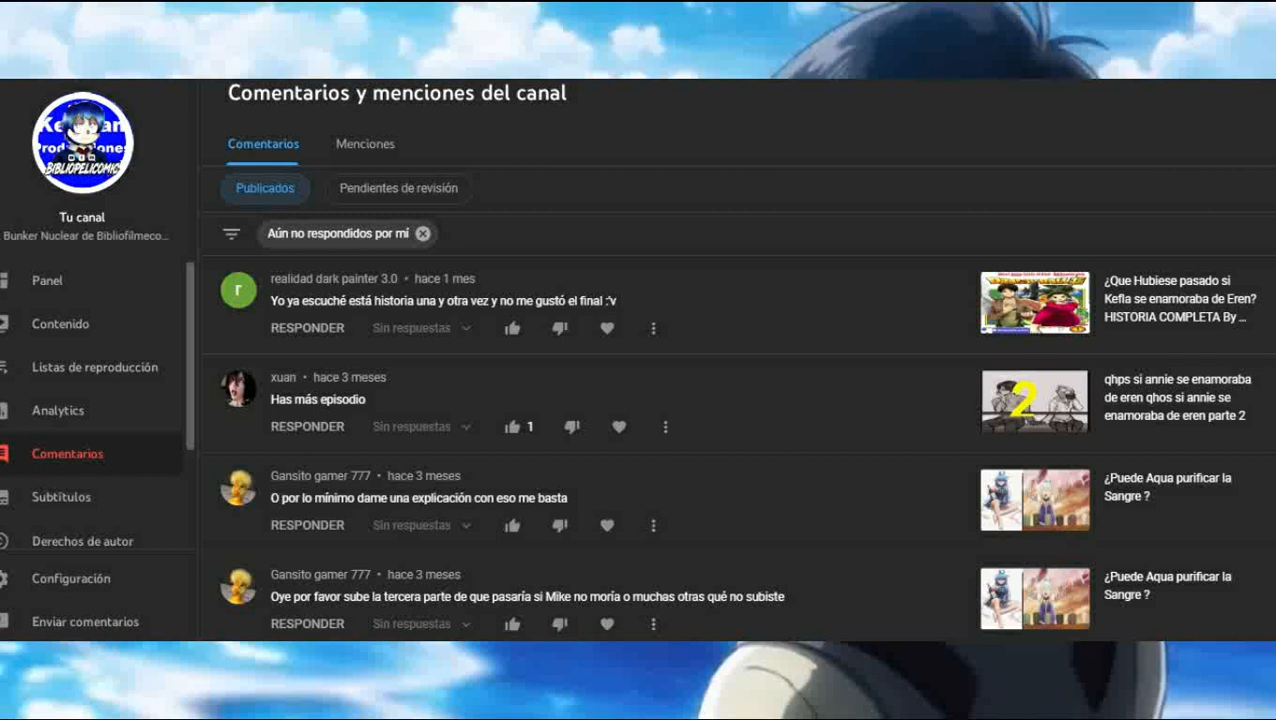 Comentarios y menciones del canal
BIBLIOPELICOMIC
Comentarios
Menciones
Publicados
Pendientes de revisión
Tu canal
Bunker Nuclear de Bibliofilmeco...
Aún no respondidos por mí
Panel
Contenido
Listas de reproducción
Analytics
Comentarios
Subtítulos
Derechos de autor
Configuración
Enviar comentarios
r
realidad dark painter 3.0 • hace 1 mes
Yo ya escuché está historia una y otra vez y no me gustó el final :'v
RESPONDER
Sin respuestas
¿Que Hubiese pasado si
Kefla se enamoraba de Eren?
HISTORIA COMPLETA By ...
xuan • hace 3 meses
Has más episodio
RESPONDER
Sin respuestas
1
2
qhps si annie se enamoraba
de eren qhos si annie se
enamoraba de eren parte 2
Gansito gamer 777 • hace 3 meses
O por lo mínimo dame una explicación con eso me basta
RESPONDER
Sin respuestas
¿Puede Aqua purificar la
Sangre ?
Gansito gamer 777 • hace 3 meses
Oye por favor sube la tercera parte de que pasaría si Mike no moría o muchas otras qué no subiste
RESPONDER
Sin respuestas
¿Puede Aqua purificar la
Sangre ?